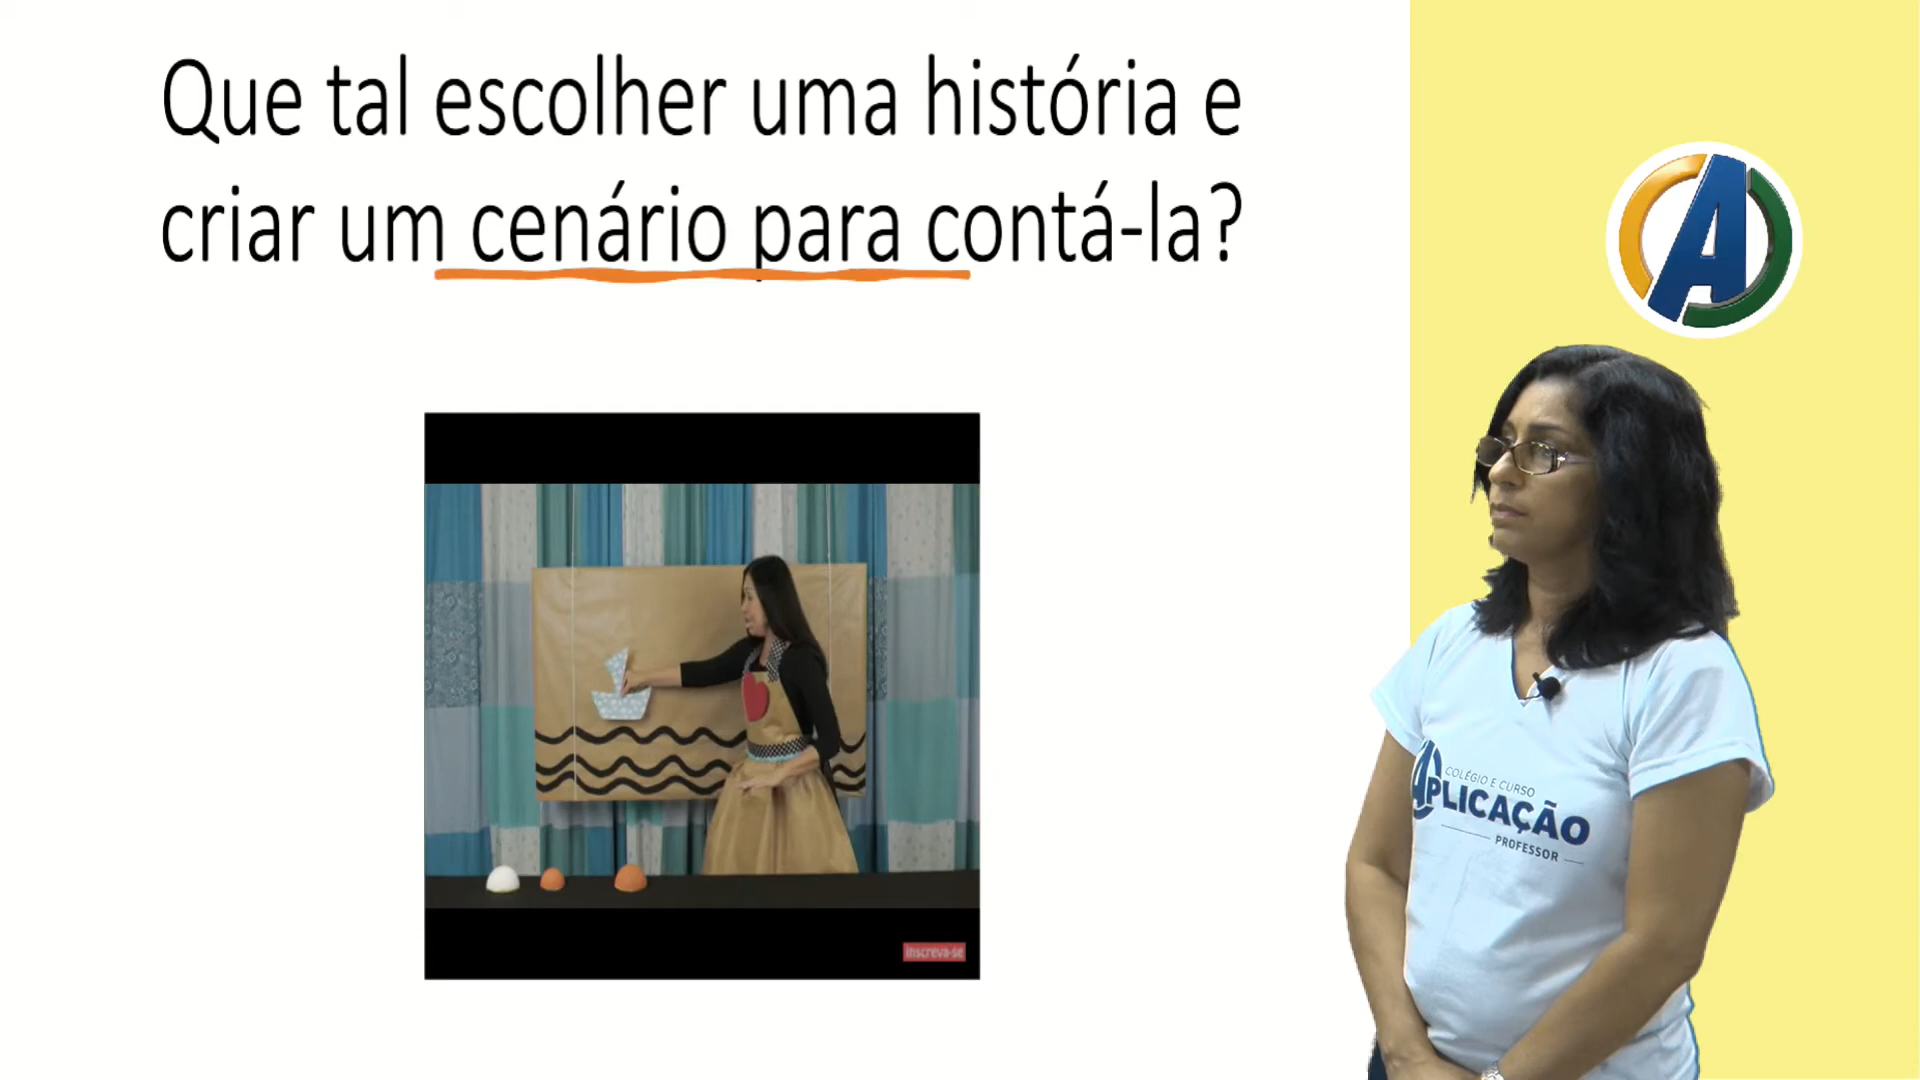 Que tal escolher uma história e
criar um cenário para contá-la?
A
inscreva-se
COLÉGIO E CURSO
APLICAÇÃO
PROFESSOR